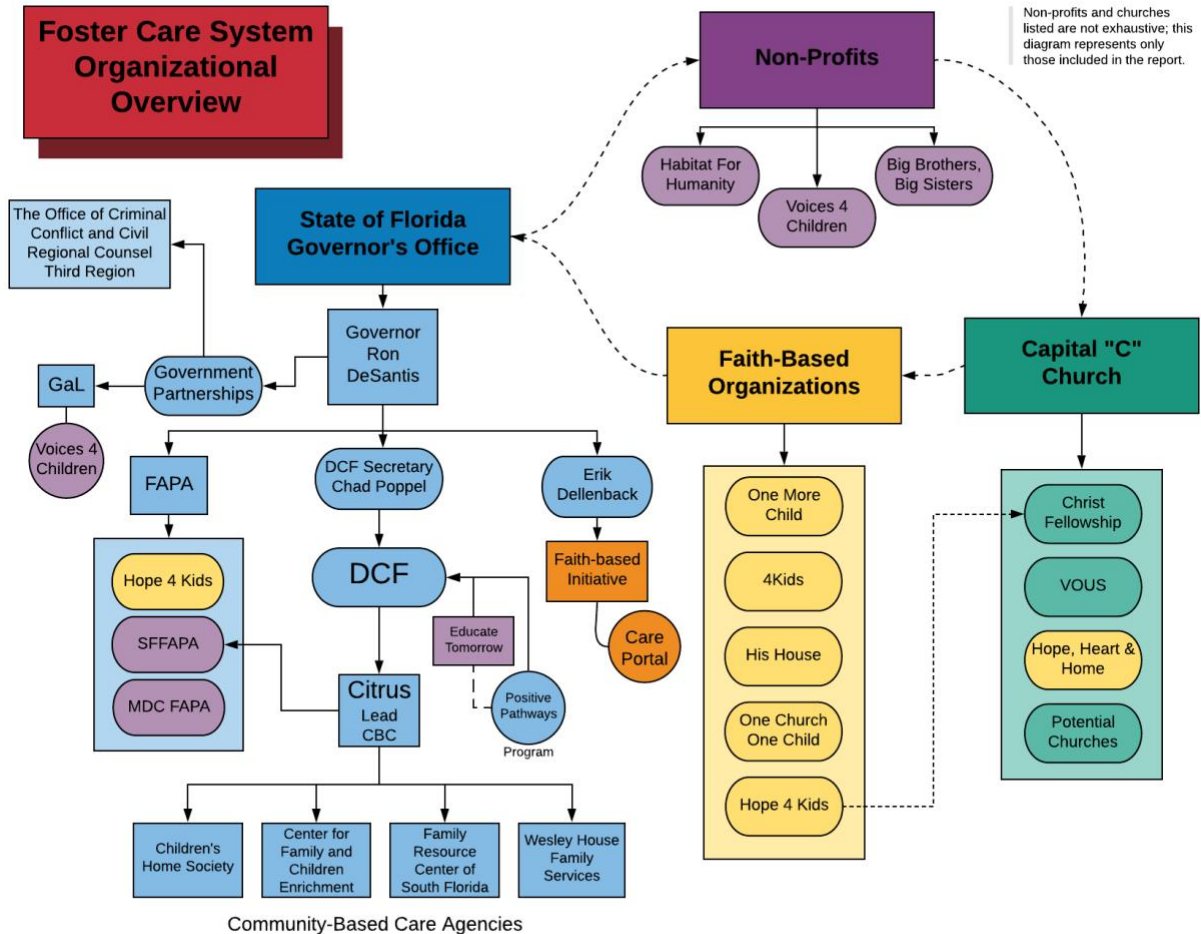 Foster Care System
Organizational
Overview
Non-profits and churches
listed are not exhaustive; this
diagram represents only
those included in the report.
Non-Profits
Habitat For
Humanity
Voices 4
Children
Big Brothers,
Big Sisters
The Office of Criminal
Conflict and Civil
Regional Counsel
Third Region
State of Florida
Governor's Office
Governor
Ron
DeSantis
Government
Partnerships
GaL
Voices 4
Children
Faith-Based
Organizations
Capital "C"
Church
FAPA
DCF Secretary
Chad Poppel
Erik
Dellenback
Hope 4 Kids
SFFAPA
MDC FAPA
DCF
Faith-based
Initiative
Care
Portal
Educate
Tomorrow
Positive
Pathways
Program
Citrus
Lead
CBC
One More
Child
4Kids
His House
One Church
One Child
Hope 4 Kids
Christ
Fellowship
VOUS
Hope, Heart &
Home
Potential
Churches
Children's
Home Society
Center for
Family and
Children
Enrichment
Family
Resource
Center of
South Florida
Wesley House
Family
Services
Community-Based Care Agencies